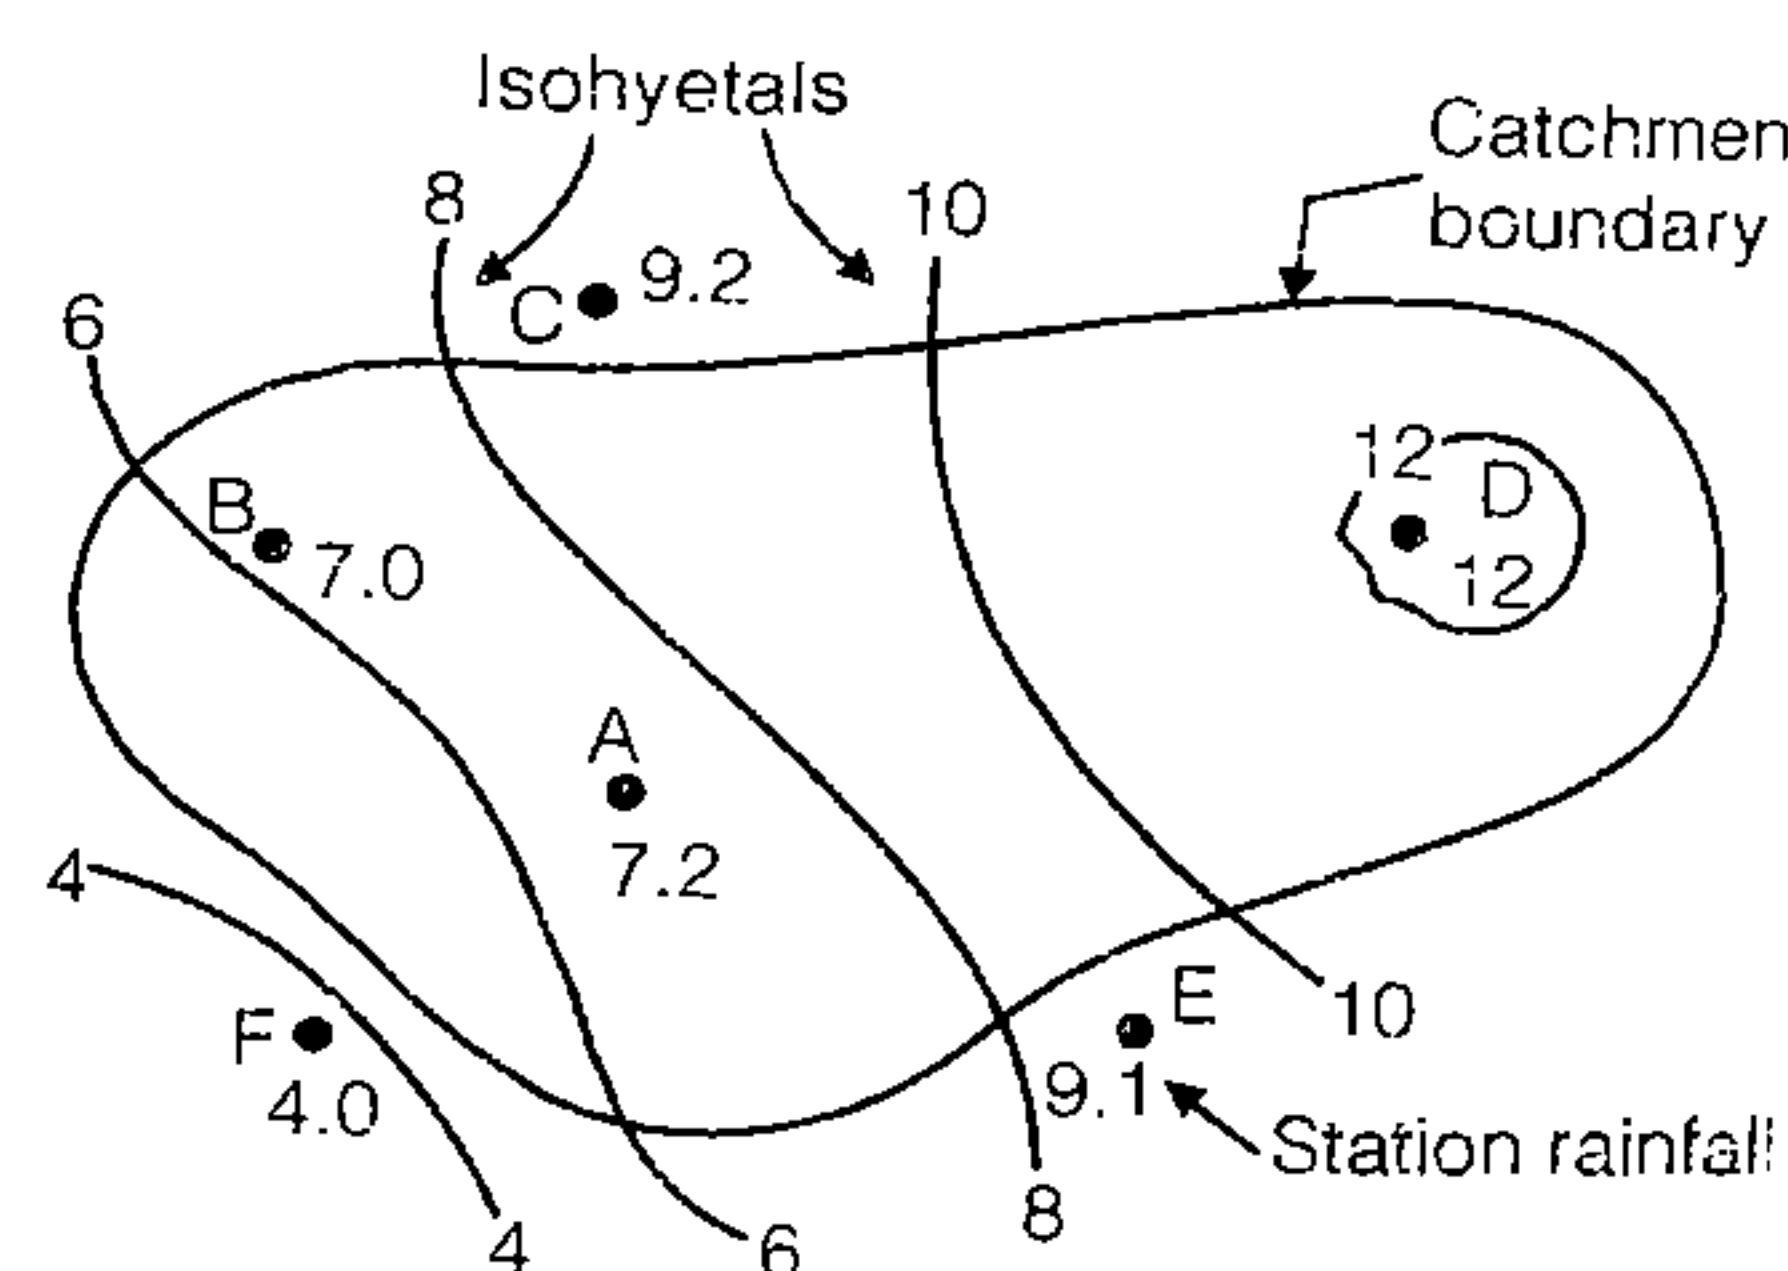 Isohyetals
Catchmen
boundary
8
10
6
C 9.2
12
D
12
B
7.0
A
7.2
4
F
4.0
E
9.1
10
Station rainfall
8
4
6